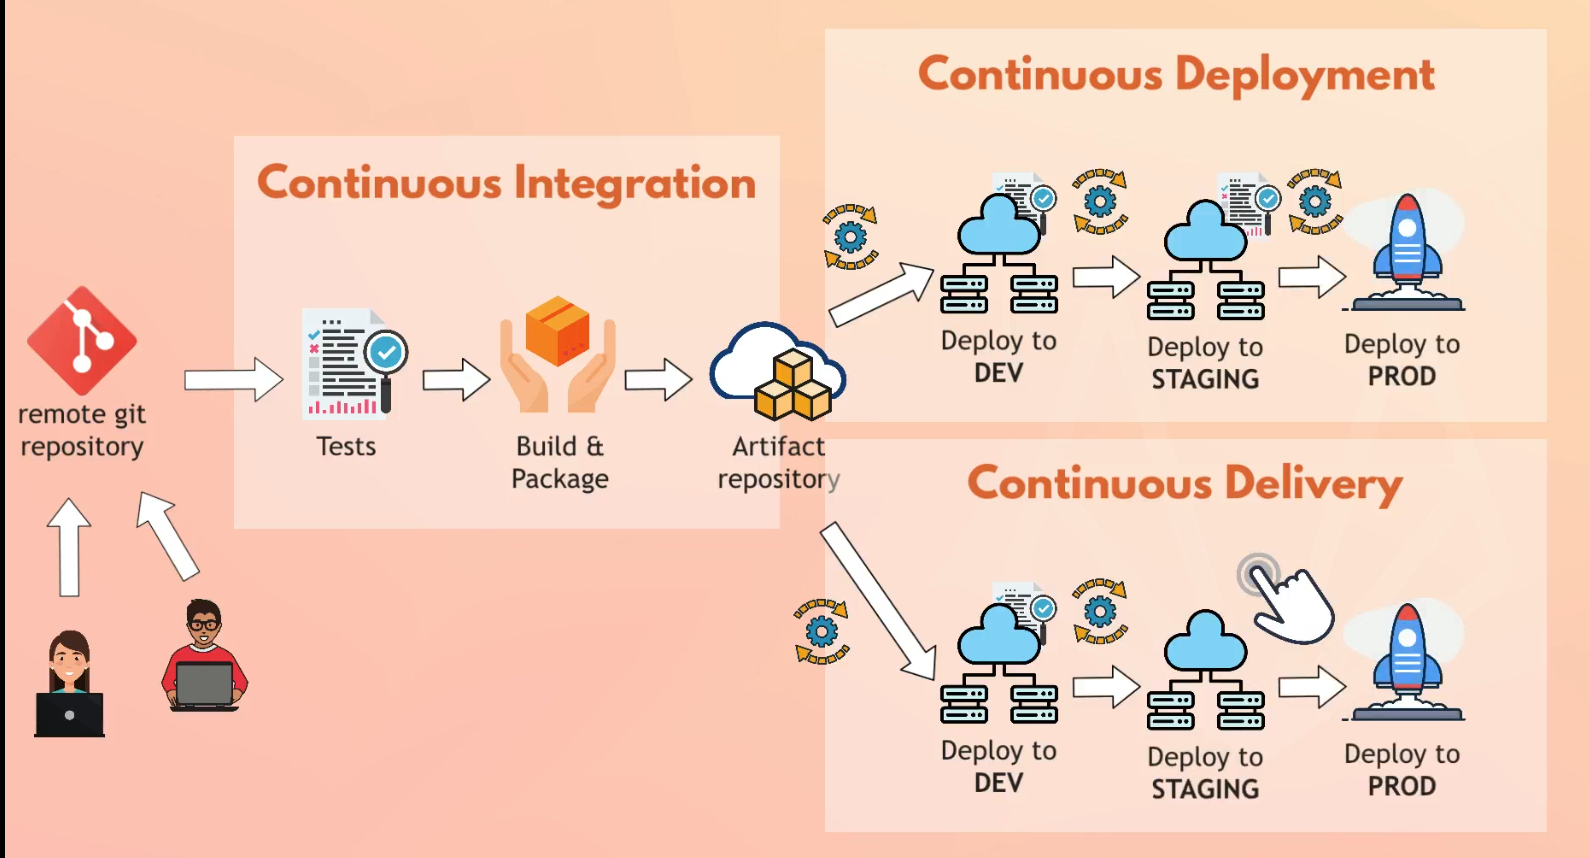 Continuous Deployment
Continuous Integration
remote git
repository
Tests
Build &
Package
Artifact
repository
Deploy to
DEV
Deploy to
STAGING
Deploy to
PROD
Continuous Delivery
Deploy to
DEV
Deploy to
STAGING
Deploy to
PROD